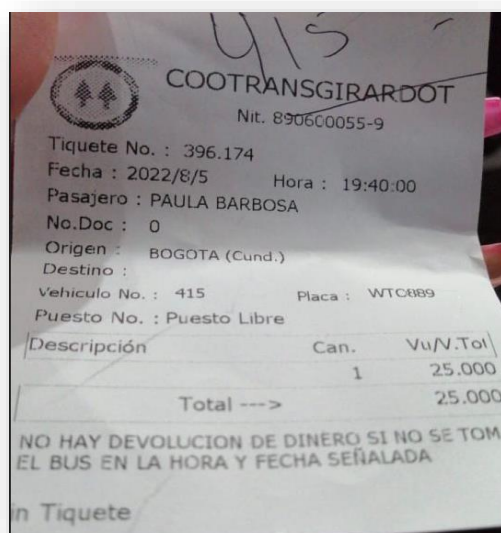 415
COOTRANSGIRARDOT
Nit. 890600055-9
Tiquete No. : 396.174
Fecha : 2022/8/5 Hora : 19:40:00
Pasajero : PAULA BARBOSA
No.Doc : 0
Origen : BOGOTA (Cund.)
Destino :
Vehiculo No. : 415 Placa : WTC889
Puesto No. : Puesto Libre
Descripción Can. Vu/V.Tot
1 25.000
Total ---> 25.000
NO HAY DEVOLUCION DE DINERO SI NO SE TOM
EL BUS EN LA HORA Y FECHA SEÑALADA
in Tiquete